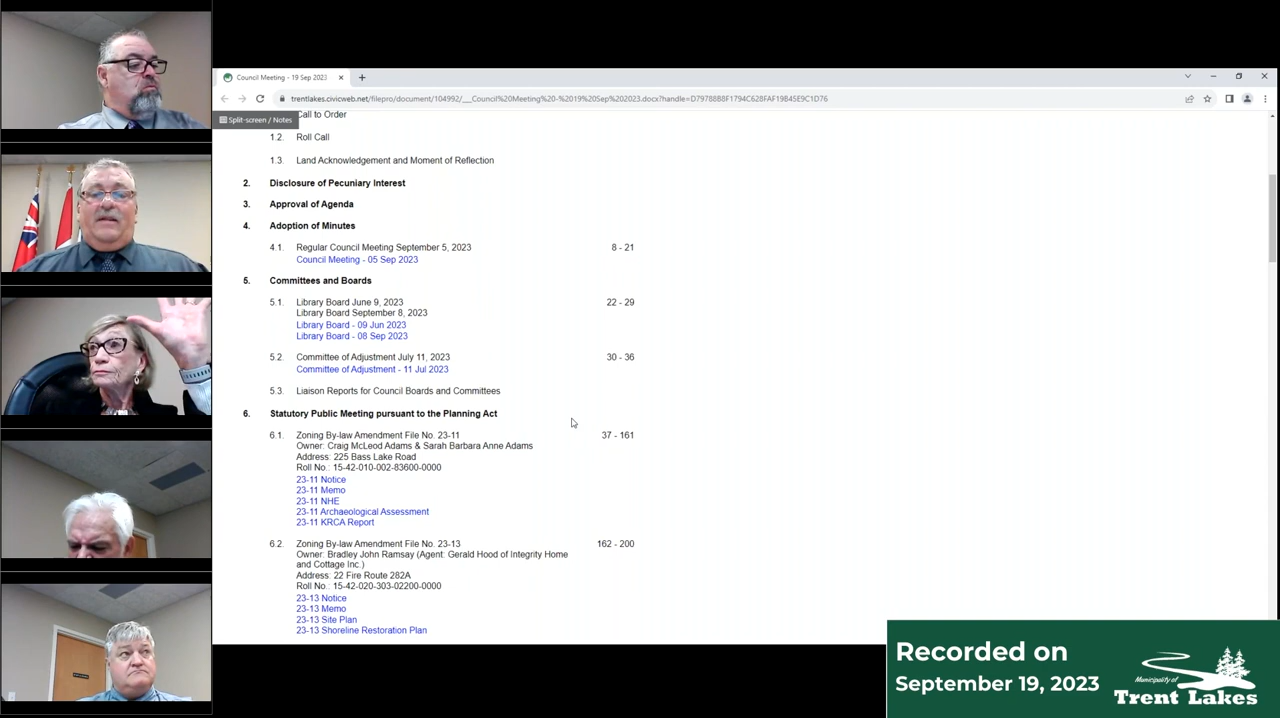 Council Meeting - 19 Sep 2023
trentlakes.civicweb.net/filepro/document/104992/__Council%20Meeting%20-%2019%20Sep%202023.docx?handle=D79788B8F1794C628FAF19B45E9C1D76
Split-screen / Notes
Call to Order
1.2. Roll Call
1.3. Land Acknowledgement and Moment of Reflection
2. Disclosure of Pecuniary Interest
3. Approval of Agenda
4. Adoption of Minutes
4.1. Regular Council Meeting September 5, 2023 8 - 21
Council Meeting - 05 Sep 2023
5. Committees and Boards
5.1. Library Board June 9, 2023 22 - 29
Library Board September 8, 2023
Library Board - 09 Jun 2023
Library Board - 08 Sep 2023
5.2. Committee of Adjustment July 11, 2023 30 - 36
Committee of Adjustment - 11 Jul 2023
5.3. Liaison Reports for Council Boards and Committees
6. Statutory Public Meeting pursuant to the Planning Act
6.1. Zoning By-law Amendment File No. 23-11 37 - 161
Owner: Craig McLeod Adams & Sarah Barbara Anne Adams
Address: 225 Bass Lake Road
Roll No.: 15-42-010-002-83600-0000
23-11 Notice
23-11 Memo
23-11 NHE
23-11 Archaeological Assessment
23-11 KRCA Report
6.2. Zoning By-law Amendment File No. 23-13 162 - 200
Owner: Bradley John Ramsay (Agent: Gerald Hood of Integrity Home
and Cottage Inc.)
Address: 22 Fire Route 282A
Roll No.: 15-42-020-303-02200-0000
23-13 Notice
23-13 Memo
23-13 Site Plan
23-13 Shoreline Restoration Plan
Recorded on
September 19, 2023
Municipality of
Trent Lakes